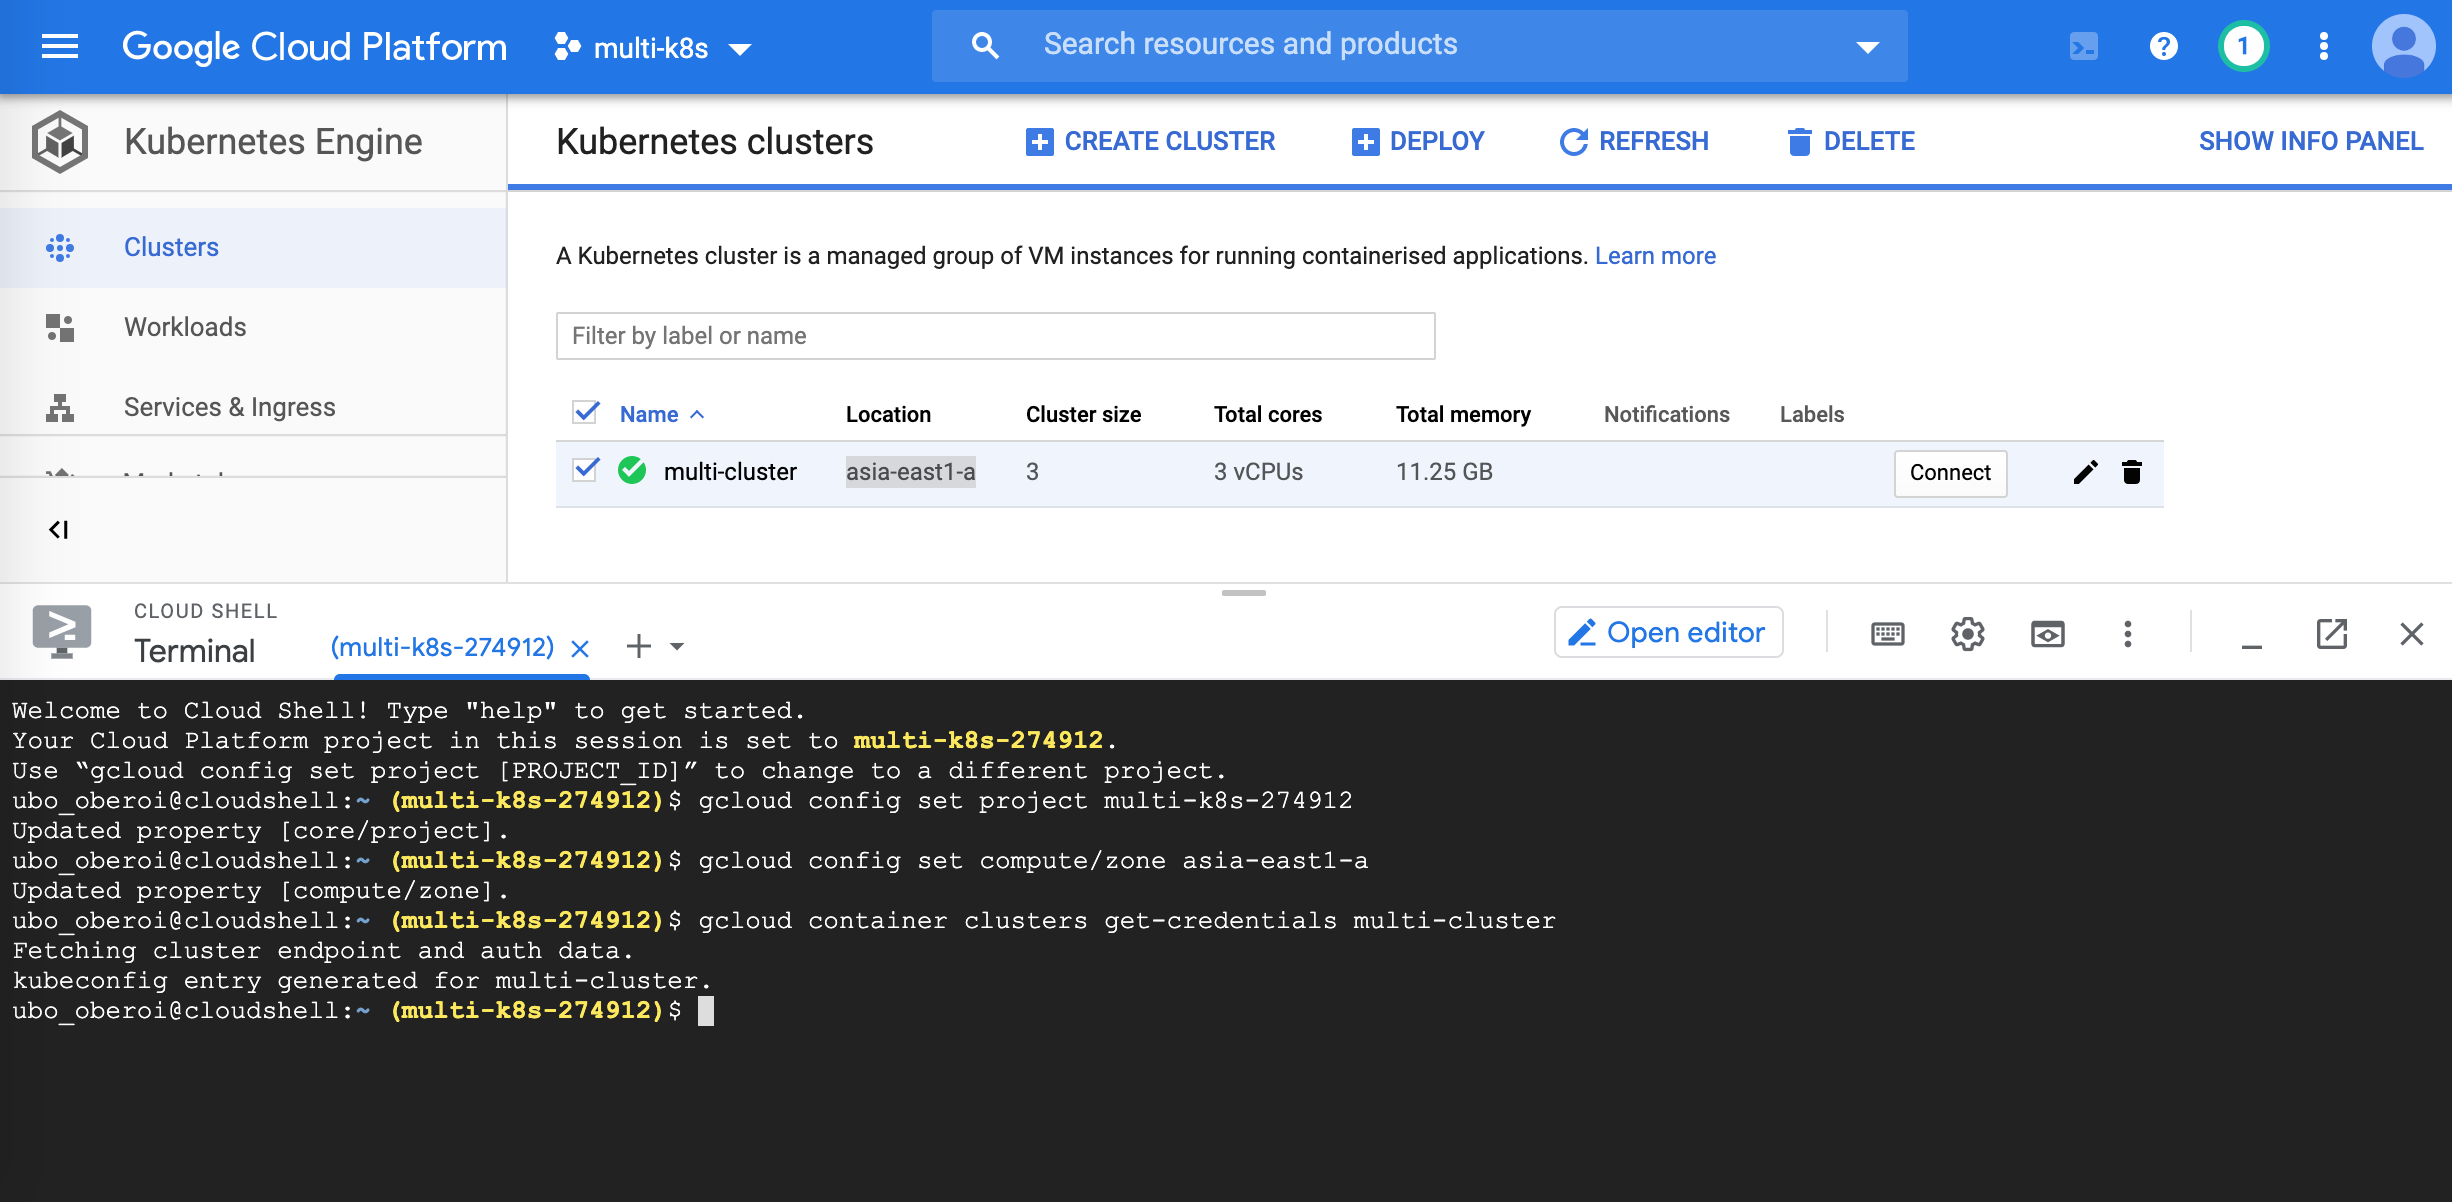 Google Cloud Platform
multi-k8s
Search resources and products
1
Kubernetes Engine
Kubernetes clusters
CREATE CLUSTER
DEPLOY
REFRESH
DELETE
SHOW INFO PANEL
Clusters
Workloads
Services & Ingress
A Kubernetes cluster is a managed group of VM instances for running containerised applications. Learn more
Filter by label or name
Name Location Cluster size Total cores Total memory Notifications Labels
multi-cluster asia-east1-a 3 3 vCPUs 11.25 GB Connect
CLOUD SHELL
Terminal
(multi-k8s-274912)
Open editor
Welcome to Cloud Shell! Type "help" to get started.
Your Cloud Platform project in this session is set to multi-k8s-274912.
Use “gcloud config set project [PROJECT_ID]” to change to a different project.
ubo_oberoi@cloudshell:~ (multi-k8s-274912)$ gcloud config set project multi-k8s-274912
Updated property [core/project].
ubo_oberoi@cloudshell:~ (multi-k8s-274912)$ gcloud config set compute/zone asia-east1-a
Updated property [compute/zone].
ubo_oberoi@cloudshell:~ (multi-k8s-274912)$ gcloud container clusters get-credentials multi-cluster
Fetching cluster endpoint and auth data.
kubeconfig entry generated for multi-cluster.
ubo_oberoi@cloudshell:~ (multi-k8s-274912)$